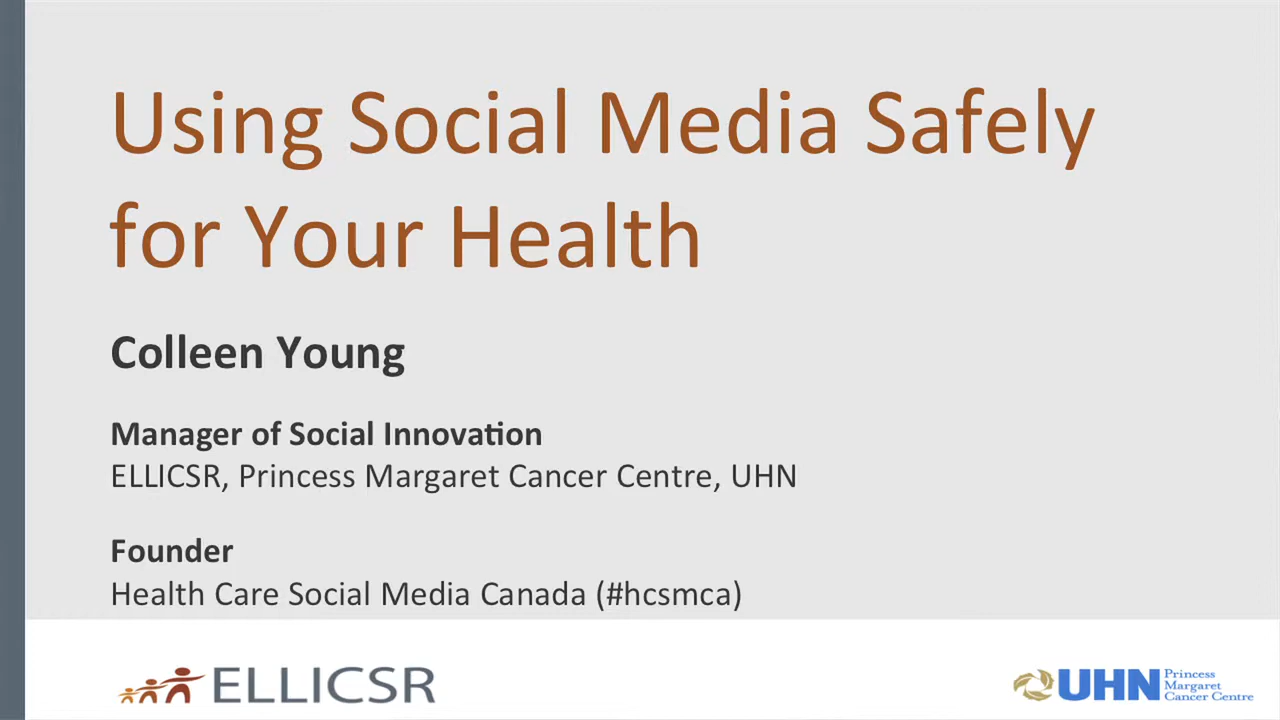 Using Social Media Safely
for Your Health
Colleen Young
Manager of Social Innovation
ELLICSR, Princess Margaret Cancer Centre, UHN
Founder
Health Care Social Media Canada (#hcsmca)
ELLICSR
UHN
Princess
Margaret
Cancer Centre